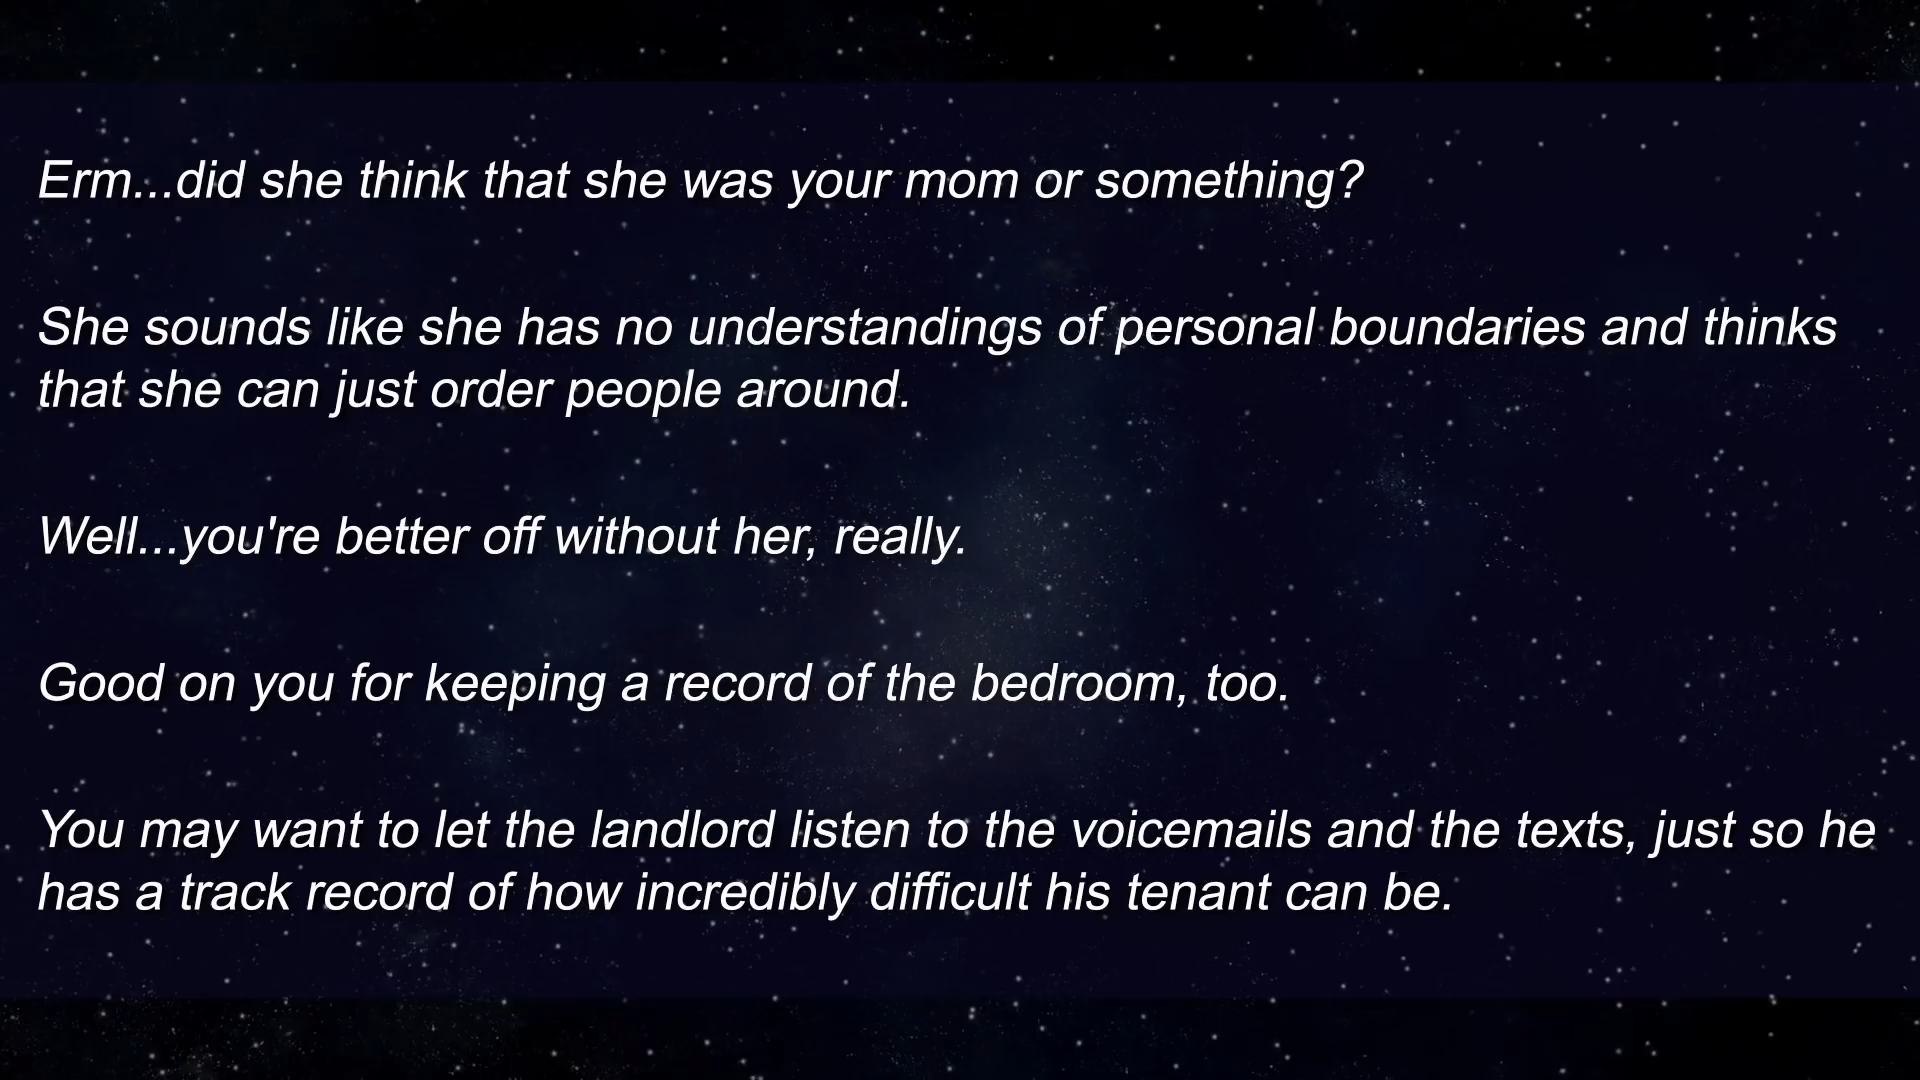 Erm...did she think that she was your mom or something?
She sounds like she has no understandings of personal boundaries and thinks
that she can just order people around.
Well...you're better off without her, really.
Good on you for keeping a record of the bedroom, too.
You may want to let the landlord listen to the voicemails and the texts, just so he
has a track record of how incredibly difficult his tenant can be.